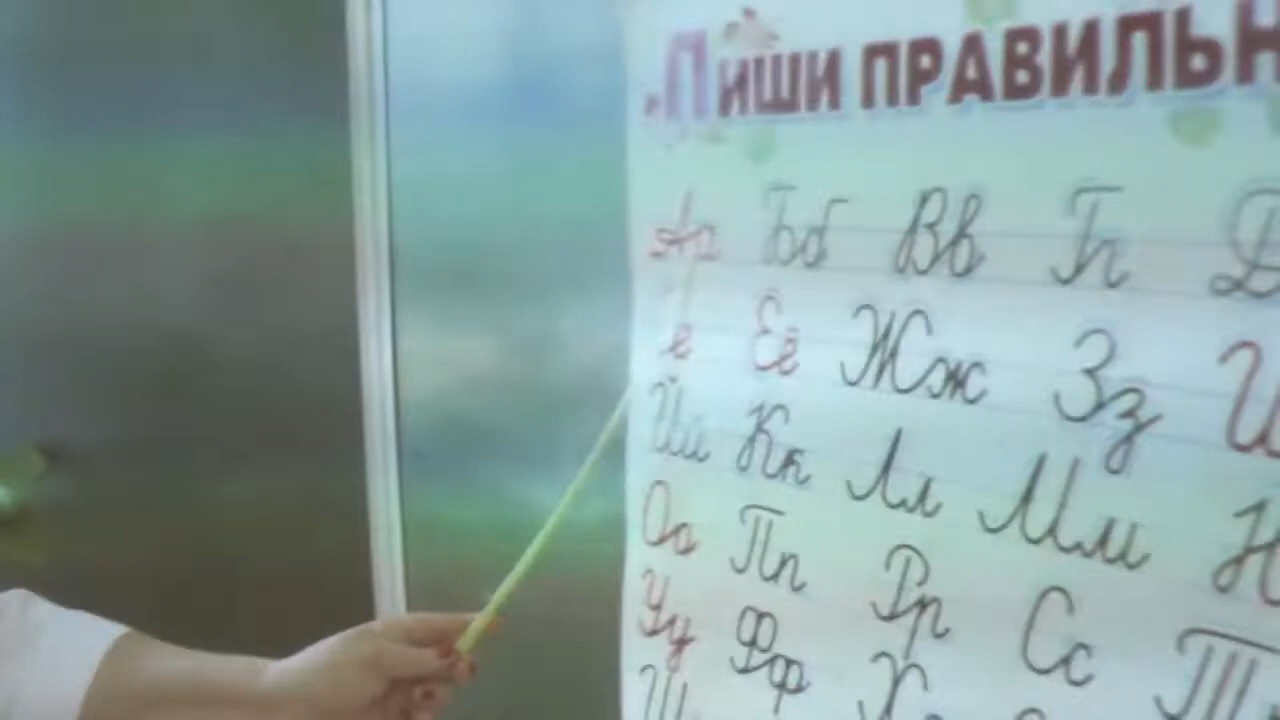 Пиши правильн
Аа Бб Вв Гг Д
е Ёё Жж Зз И
Йй Кк Лл Мм Н
Оо Пп Рр Сс Т
Уу Фф Х